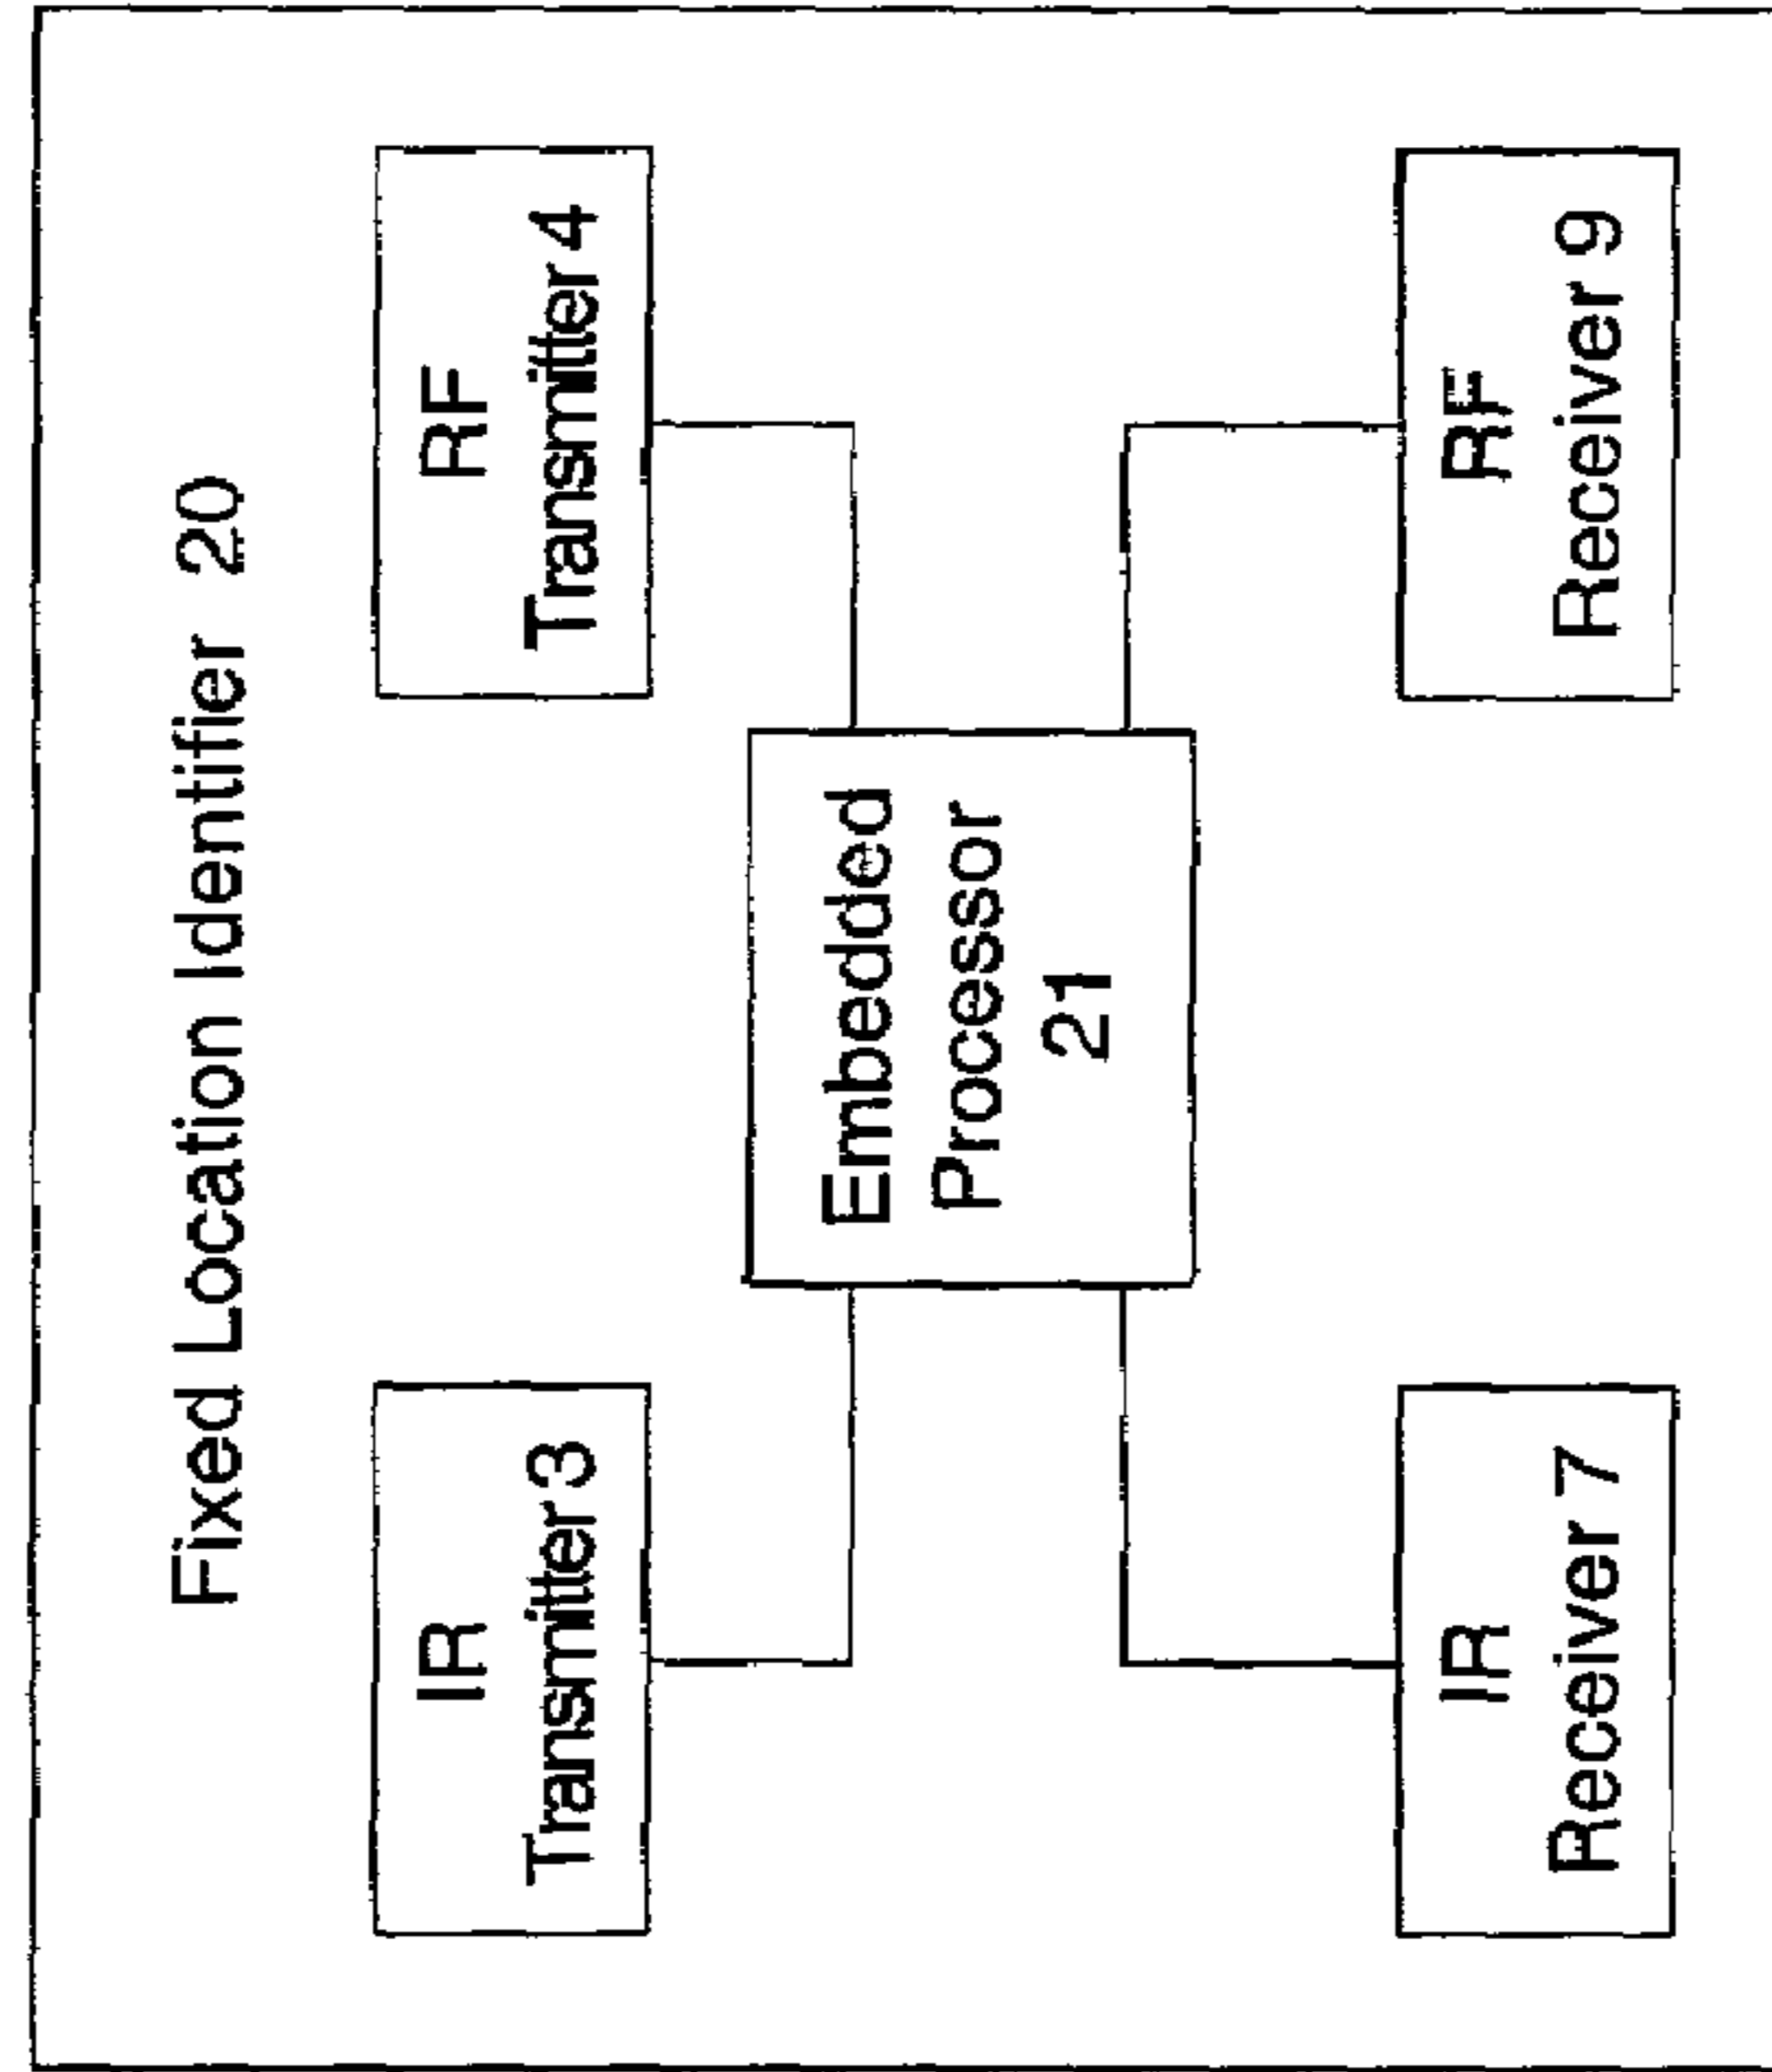 Fixed Location Identifier 20
IR
Transmitter 3
RF
Transmitter 4
Embedded
Processor
21
IR
Receiver 7
RF
Receiver 9